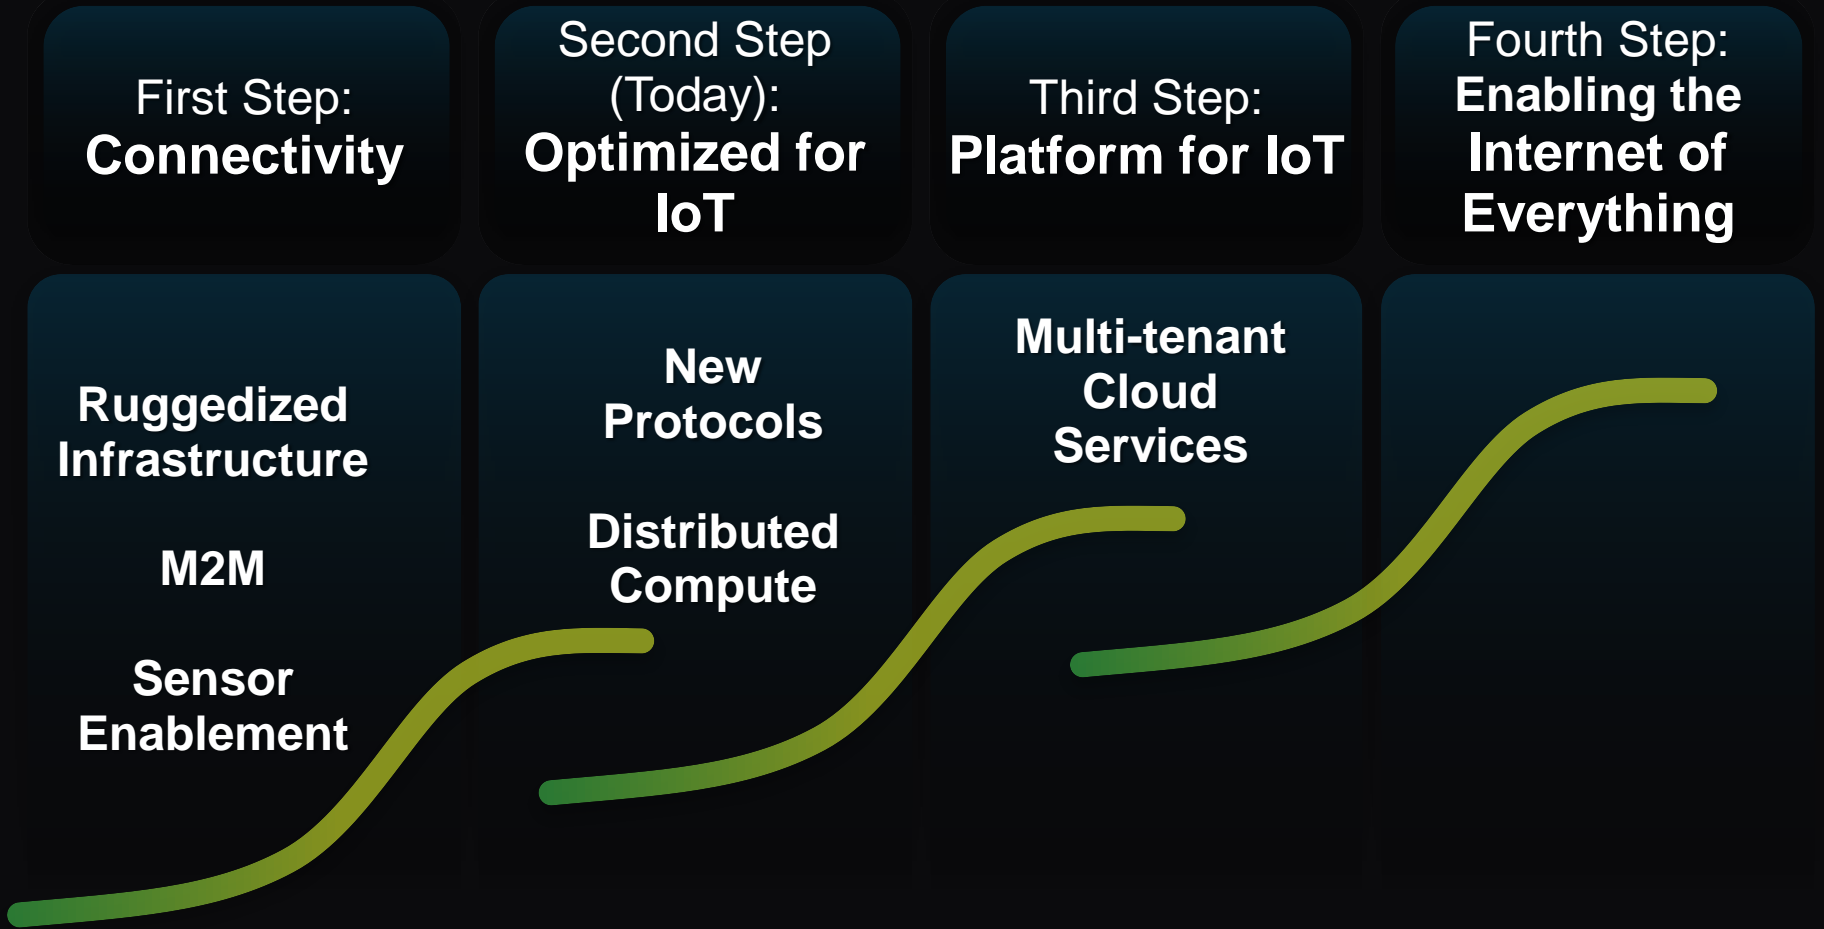 First Step:
Connectivity
Second Step
(Today):
Optimized for
IoT
Third Step:
Platform for IoT
Fourth Step:
Enabling the
Internet of
Everything
Ruggedized
Infrastructure
M2M
Sensor
Enablement
New
Protocols
Distributed
Compute
Multi-tenant
Cloud
Services